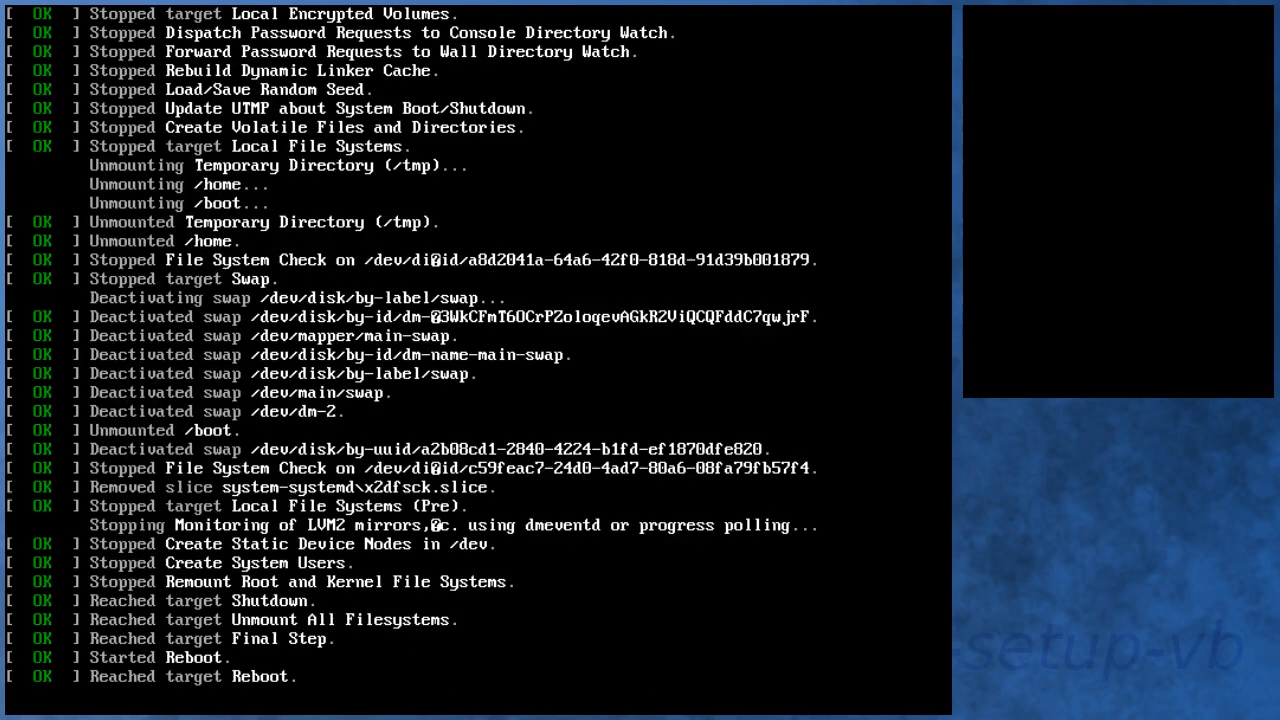 [  OK  ] Stopped target Local Encrypted Volumes.
[  OK  ] Stopped Dispatch Password Requests to Console Directory Watch.
[  OK  ] Stopped Forward Password Requests to Wall Directory Watch.
[  OK  ] Stopped Rebuild Dynamic Linker Cache.
[  OK  ] Stopped Load/Save Random Seed.
[  OK  ] Stopped Update UTMP about System Boot/Shutdown.
[  OK  ] Stopped Create Volatile Files and Directories.
[  OK  ] Stopped target Local File Systems.
Unmounting Temporary Directory (/tmp)...
Unmounting /home...
Unmounting /boot...
[  OK  ] Unmounted Temporary Directory (/tmp).
[  OK  ] Unmounted /home.
[  OK  ] Stopped File System Check on /dev/di�id/a8d2041a-64a6-42f0-818d-91d39b001879.
[  OK  ] Stopped target Swap.
Deactivating swap /dev/disk/by-label/swap...
[  OK  ] Deactivated swap /dev/disk/by-id/dm-�3WkCFmT6OCrPZoloqevAGkR2ViQCQFddC7qwjrF.
[  OK  ] Deactivated swap /dev/mapper/main-swap.
[  OK  ] Deactivated swap /dev/disk/by-id/dm-name-main-swap.
[  OK  ] Deactivated swap /dev/disk/by-label/swap.
[  OK  ] Deactivated swap /dev/main/swap.
[  OK  ] Deactivated swap /dev/dm-2.
[  OK  ] Unmounted /boot.
[  OK  ] Deactivated swap /dev/disk/by-uuid/a2b08cd1-2840-4224-b1fd-ef1870dfe820.
[  OK  ] Stopped File System Check on /dev/di�id/c59feac7-24d0-4ad7-80a6-08fa79fb57f4.
[  OK  ] Removed slice system-systemd\x2dfsck.slice.
[  OK  ] Stopped target Local File Systems (Pre).
Stopping Monitoring of LVM2 mirrors,�c. using dmeventd or progress polling...
[  OK  ] Stopped Create Static Device Nodes in /dev.
[  OK  ] Stopped Create System Users.
[  OK  ] Stopped Remount Root and Kernel File Systems.
[  OK  ] Reached target Shutdown.
[  OK  ] Reached target Unmount All Filesystems.
[  OK  ] Reached target Final Step.
[  OK  ] Started Reboot.
[  OK  ] Reached target Reboot.
-setup-vb